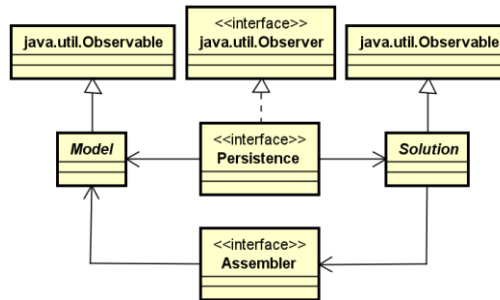 java.util.Observable
<<interface>>
java.util.Observer
java.util.Observable
Model
<<interface>>
Persistence
Solution
<<interface>>
Assembler